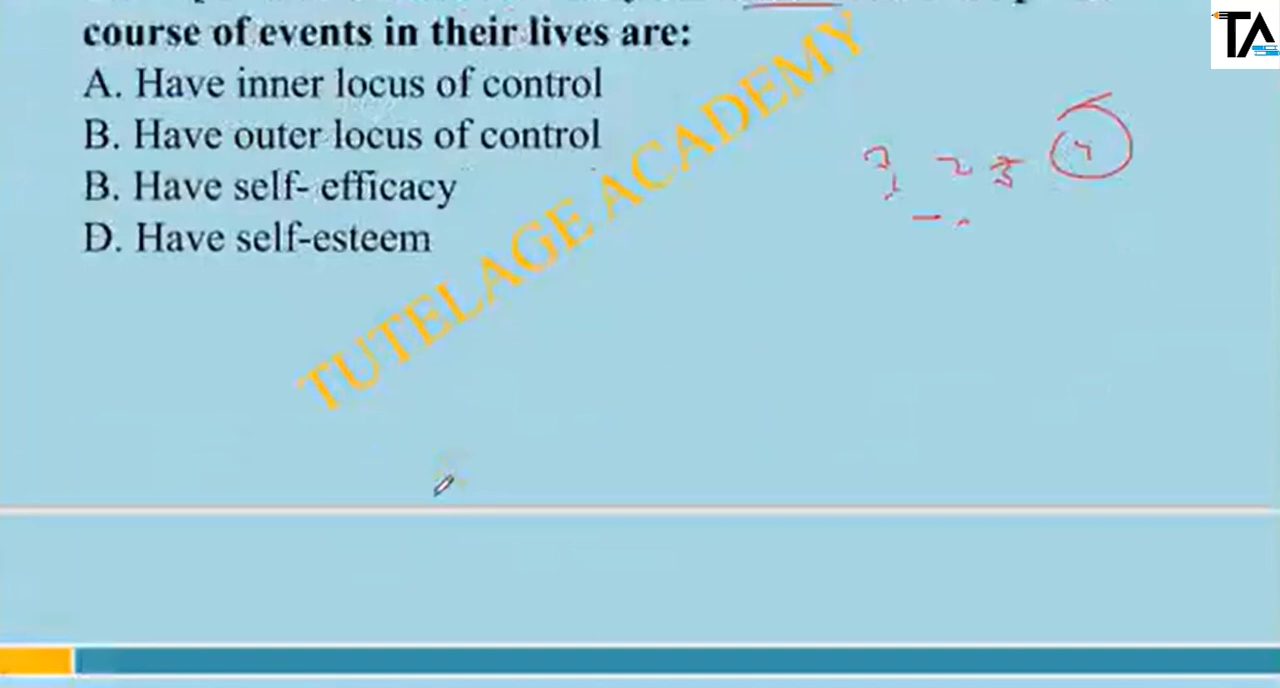 course of events in their lives are:
A. Have inner locus of control
B. Have outer locus of control
B. Have self- efficacy
D. Have self-esteem
TUTELAGE ACADEMY
TA